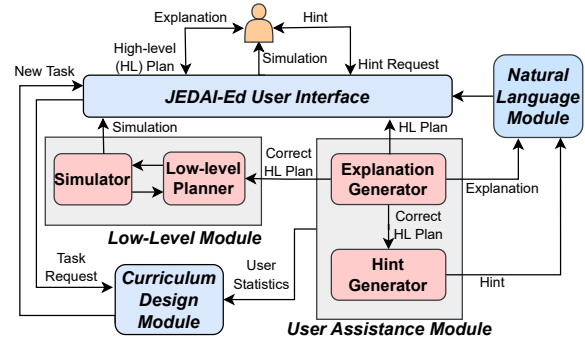 Explanation
Hint
High-level
(HL) Plan
Simulation
Hint Request
New Task
JEDAI-Ed User Interface
Natural
Language
Module
Simulation
HL Plan
Correct
HL Plan
Simulator
Low-level
Planner
Explanation
Generator
Explanation
Correct
HL Plan
Low-Level Module
Task
Request
Curriculum
Design
Module
User
Statistics
Hint
Generator
Hint
User Assistance Module